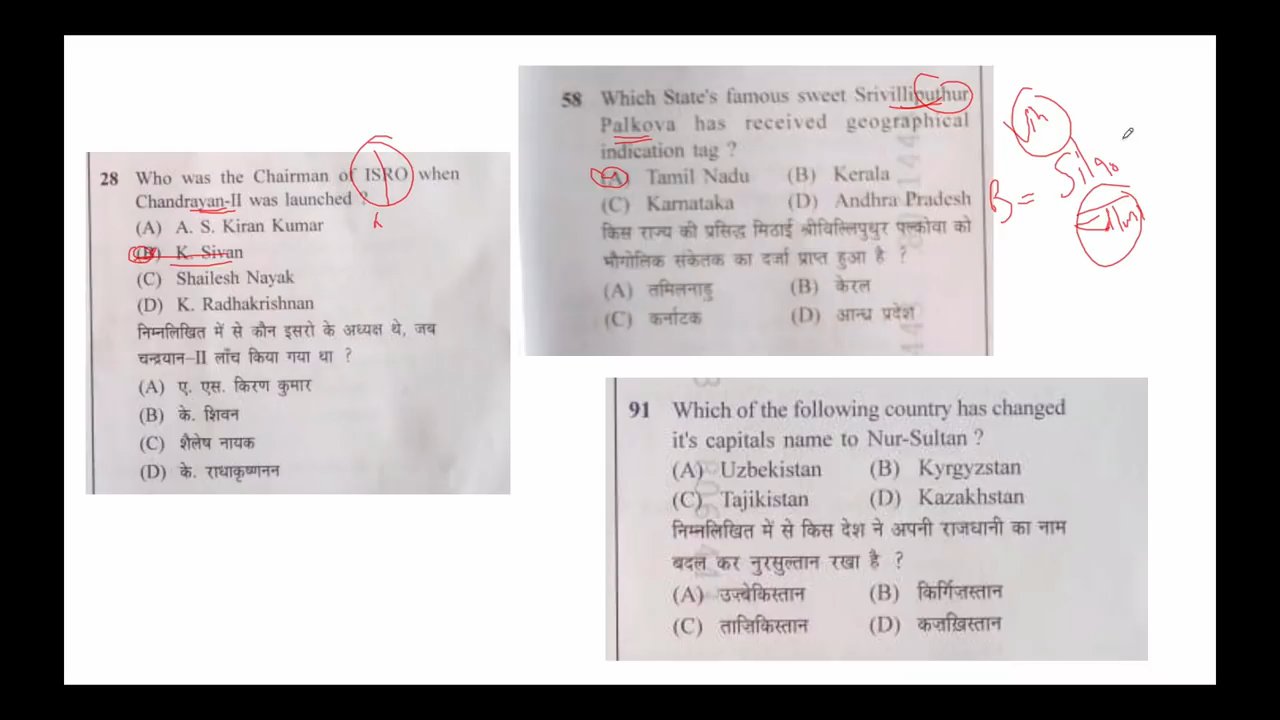 28 Who was the Chairman of ISRO when
Chandrayan-II was launched ?
(A) A. S. Kiran Kumar
(B) K. Sivan
(C) Shailesh Nayak
(D) K. Radhakrishnan
निम्नलिखित में से कौन इसरो के अध्यक्ष थे, जब
चन्द्रयान-II लाँच किया गया था ?
(A) ए. एस. किरण कुमार
(B) के. शिवन
(C) शैलेष नायक
(D) के. राधाकृष्णनन
58 Which State's famous sweet Srivilliputhur
Palkova has received geographical
indication tag ?
(A) Tamil Nadu (B) Kerala
(C) Karnataka (D) Andhra Pradesh
किस राज्य की प्रसिद्ध मिठाई श्रीविल्लिपुथुर पल्कोवा को
भौगोलिक संकेतक का दर्जा प्राप्त हुआ है ?
(A) तमिलनाडु (B) केरल
(C) कर्नाटक (D) आन्ध्र प्रदेश
B =
91 Which of the following country has changed
it's capitals name to Nur-Sultan ?
(A) Uzbekistan (B) Kyrgyzstan
(C) Tajikistan (D) Kazakhstan
निम्नलिखित में से किस देश ने अपनी राजधानी का नाम
बदल कर नुरसुल्तान रखा है ?
(A) उज़्बेकिस्तान (B) किर्गिज़स्तान
(C) ताज़िकिस्तान (D) कज़ख़िस्तान